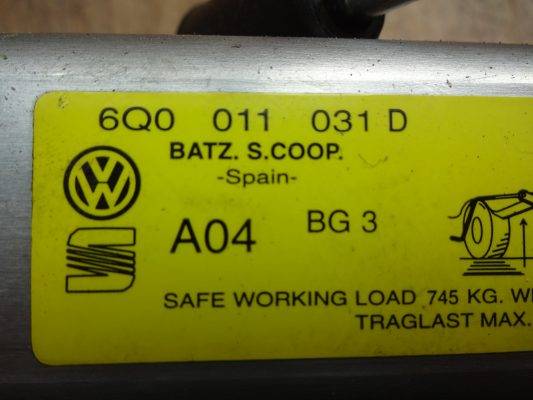 6Q0 011 031 D
BATZ. S.COOP.
-Spain-
A04 BG 3
SAFE WORKING LOAD 745 KG.
TRAGLAST MAX.